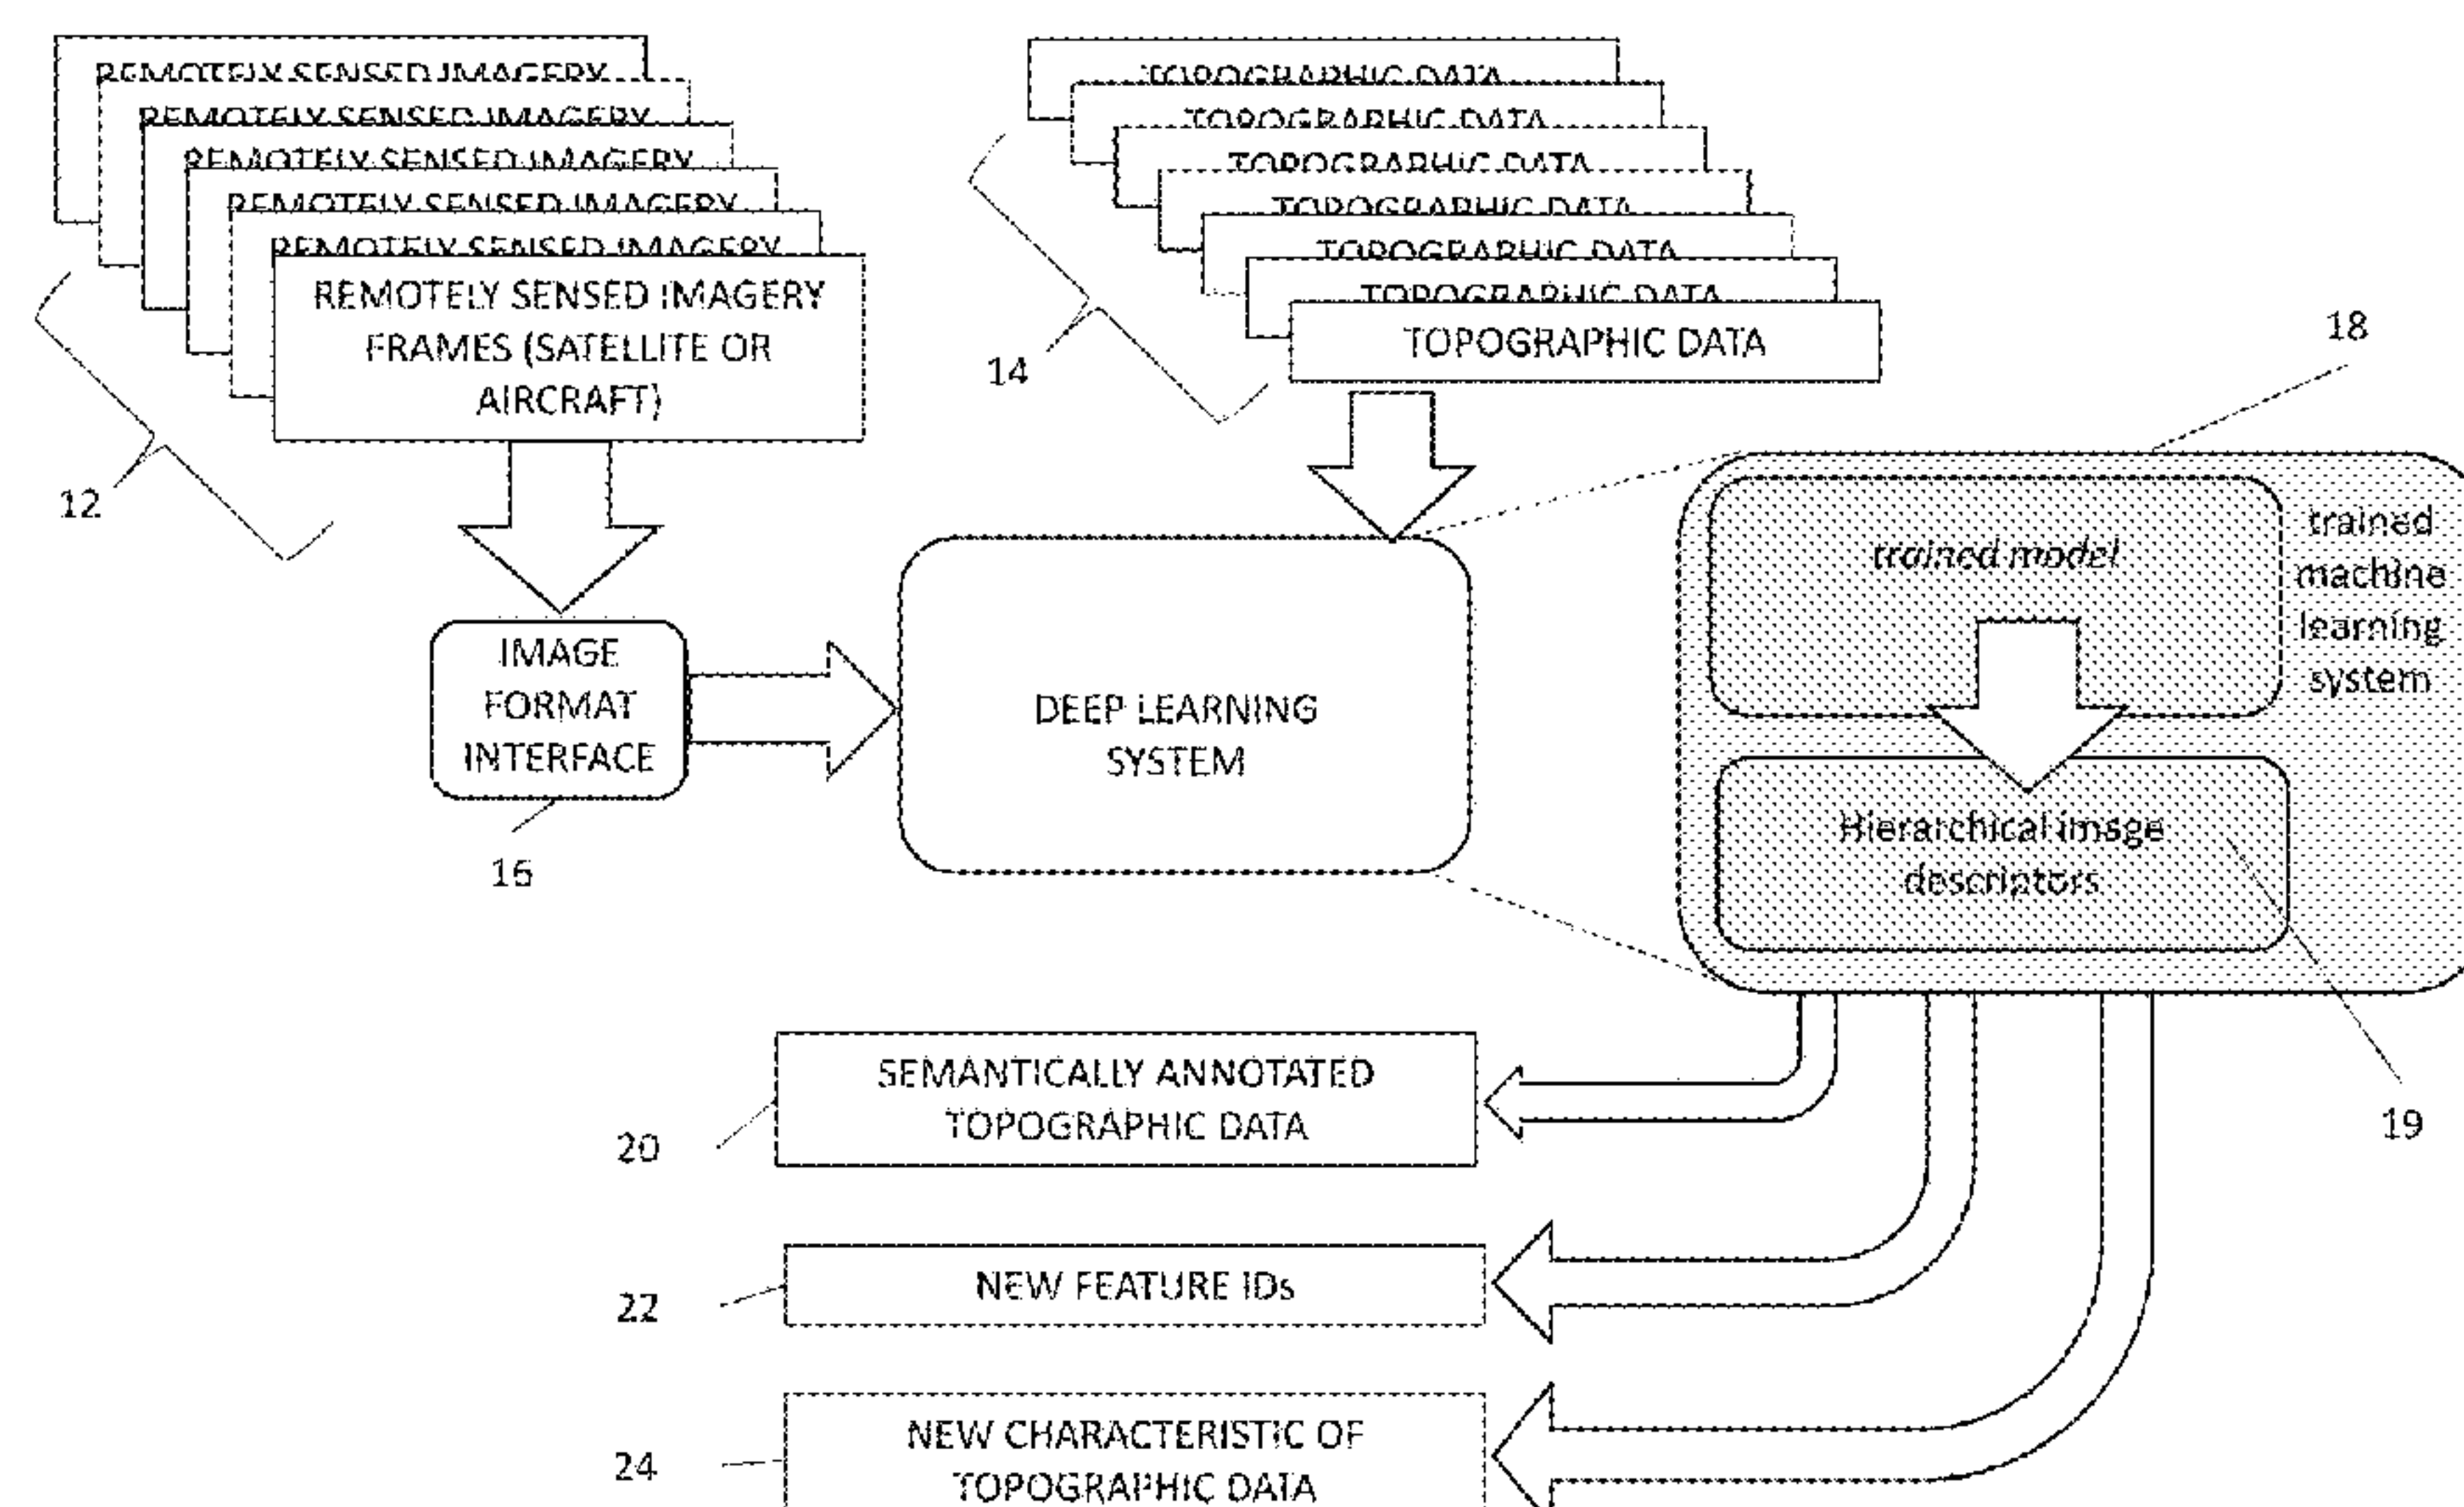 REMOTELY SENSED IMAGERY
REMOTELY SENSED IMAGERY
REMOTELY SENSED IMAGERY
REMOTELY SENSED IMAGERY
REMOTELY SENSED IMAGERY
REMOTELY SENSED IMAGERY
FRAMES (SATELLITE OR
AIRCRAFT)
12
TOPOGRAPHIC DATA
TOPOGRAPHIC DATA
TOPOGRAPHIC DATA
TOPOGRAPHIC DATA
TOPOGRAPHIC DATA
TOPOGRAPHIC DATA
TOPOGRAPHIC DATA
14
18
IMAGE
FORMAT
INTERFACE
16
DEEP LEARNING
SYSTEM
trained model
trained
machine
learning
system
Hierarchical image
descriptors
19
SEMANTICALLY ANNOTATED
TOPOGRAPHIC DATA
20
NEW FEATURE IDs
22
NEW CHARACTERISTIC OF
TOPOGRAPHIC DATA
24